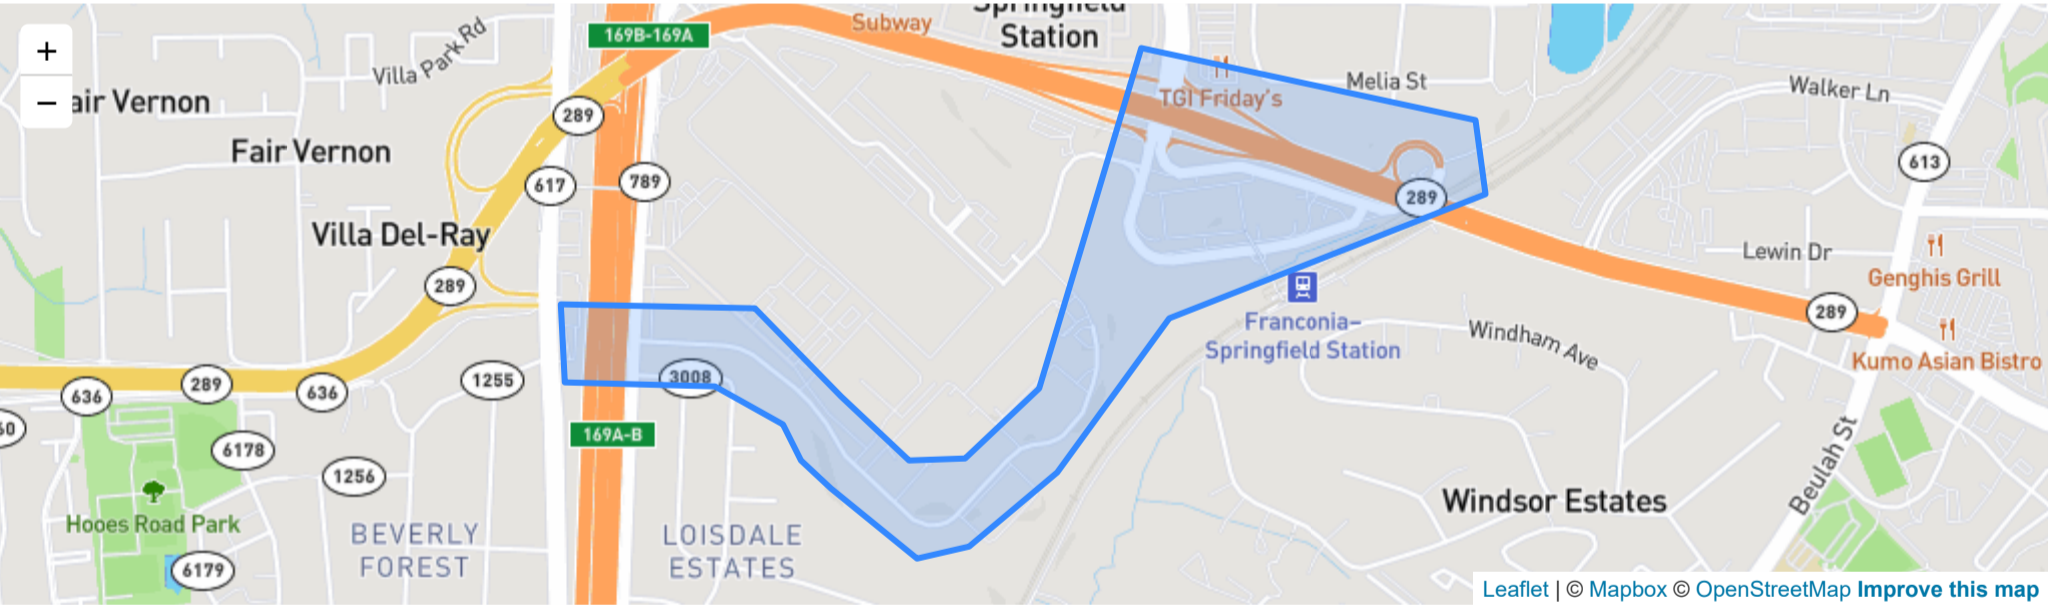 Springfield
Station
Subway
169B-169A
Villa Park Rd
+
−
air Vernon
289
Fair Vernon
617
789
Villa Del-Ray
289
TGI Friday's
Melia St
289
Walker Ln
613
Lewin Dr
Genghis Grill
289
Kumo Asian Bistro
Franconia–
Springfield Station
Windham Ave
636
289
636
1255
3008
60
6178
169A-B
1256
Hooes Road Park
6179
BEVERLY
FOREST
LOISDALE
ESTATES
Windsor Estates
Beulah St
Leaflet | © Mapbox © OpenStreetMap Improve this map